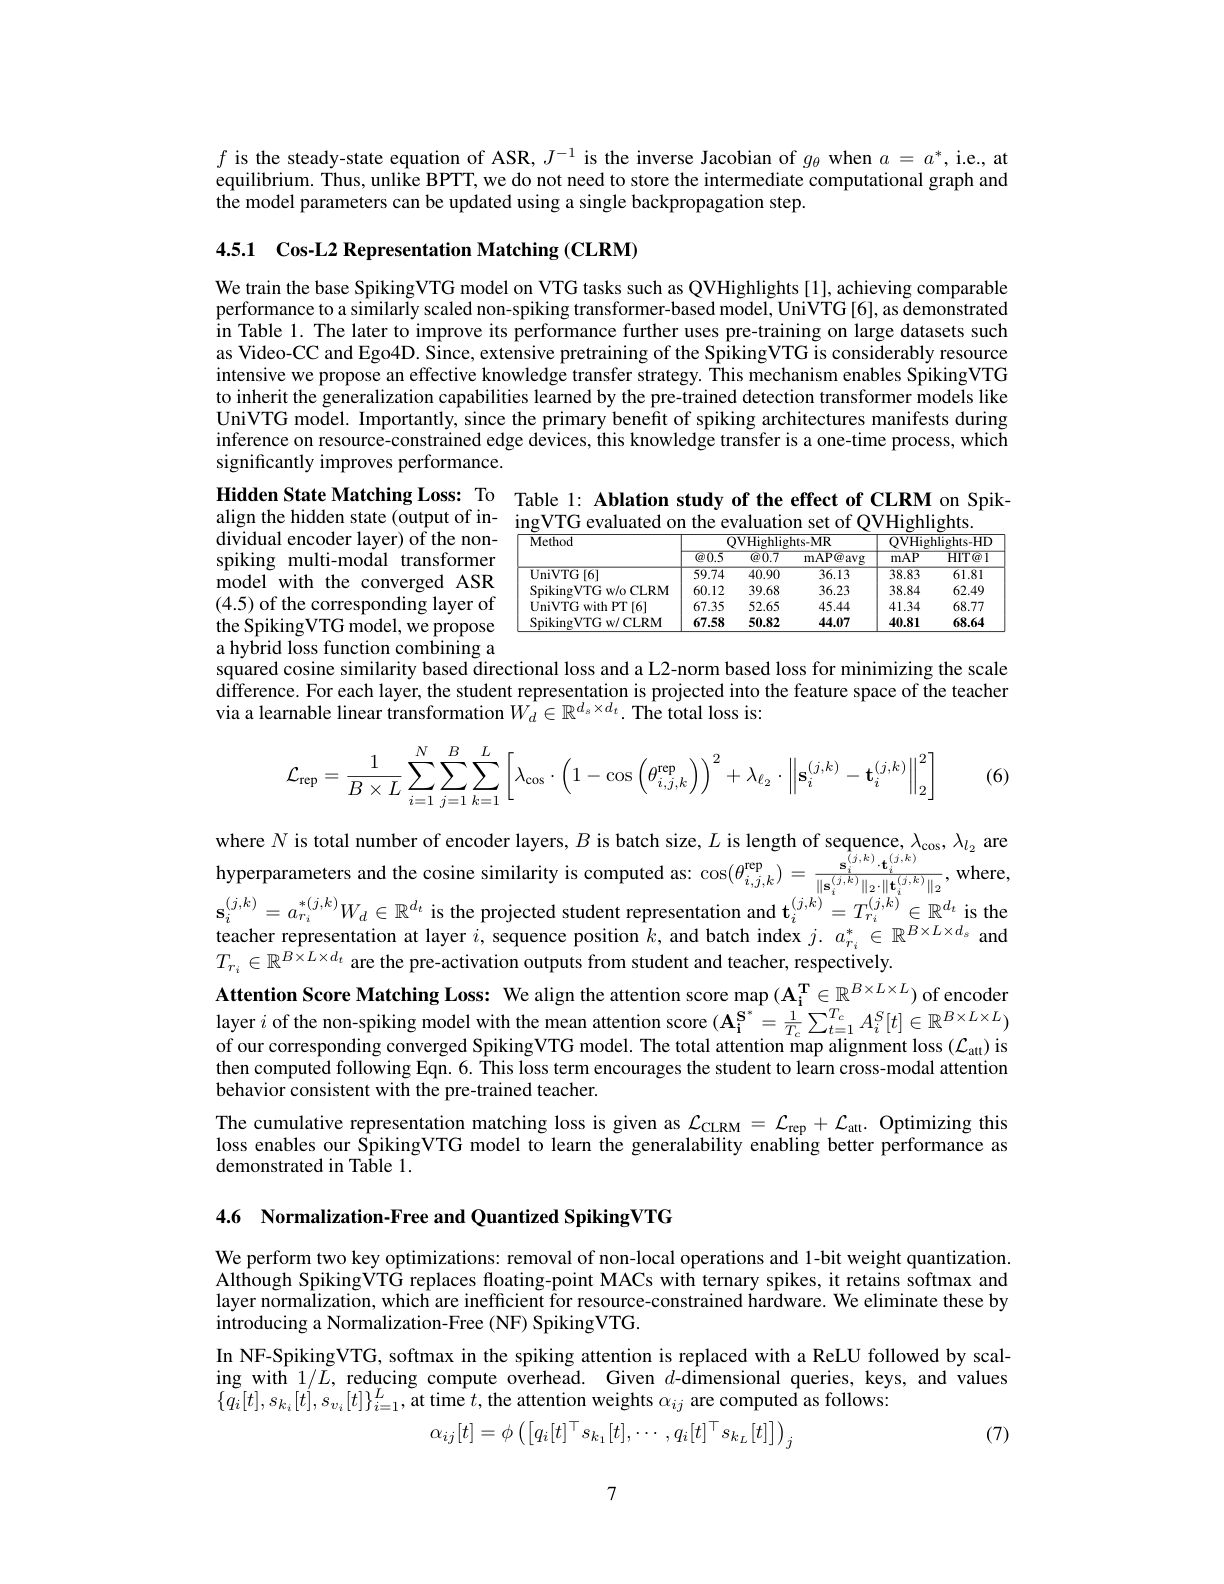 f is the steady-state equation of ASR, J⁻¹ is the inverse Jacobian of g_θ when a = a*, i.e., at
equilibrium. Thus, unlike BPTT, we do not need to store the intermediate computational graph and
the model parameters can be updated using a single backpropagation step.
4.5.1 Cos-L2 Representation Matching (CLRM)
We train the base SpikingVTG model on VTG tasks such as QVHighlights [1], achieving comparable
performance to a similarly scaled non-spiking transformer-based model, UniVTG [6], as demonstrated
in Table 1. The later to improve its performance further uses pre-training on large datasets such
as Video-CC and Ego4D. Since, extensive pretraining of the SpikingVTG is considerably resource
intensive we propose an effective knowledge transfer strategy. This mechanism enables SpikingVTG
to inherit the generalization capabilities learned by the pre-trained detection transformer models like
UniVTG model. Importantly, since the primary benefit of spiking architectures manifests during
inference on resource-constrained edge devices, this knowledge transfer is a one-time process, which
significantly improves performance.
Hidden State Matching Loss: To
align the hidden state (output of in-
dividual encoder layer) of the non-
spiking multi-modal transformer
model with the converged ASR
(4.5) of the corresponding layer of
the SpikingVTG model, we propose
a hybrid loss function combining a
Table 1: Ablation study of the effect of CLRM on Spik-
ingVTG evaluated on the evaluation set of QVHighlights.
Method QVHighlights-MR QVHighlights-HD
@0.5 @0.7 mAP@avg mAP HIT@1
UniVTG [6] 59.74 40.90 36.13 38.83 61.81
SpikingVTG w/o CLRM 60.12 39.68 36.23 38.84 62.49
UniVTG with PT [6] 67.35 52.65 45.44 41.34 68.77
SpikingVTG w/ CLRM 67.58 50.82 44.07 40.81 68.64
squared cosine similarity based directional loss and a L2-norm based loss for minimizing the scale
difference. For each layer, the student representation is projected into the feature space of the teacher
via a learnable linear transformation W_d ∈ ℝ^{d_s×d_t}. The total loss is:
ℒ_rep = 1/(B × L) ∑_{i=1}^{N} ∑_{j=1}^{B} ∑_{k=1}^{L} [λ_cos · (1 − cos(θ^{rep}_{i,j,k}))² + λ_{ℓ₂} · ‖s_i^{(j,k)} − t_i^{(j,k)}‖₂²] (6)
where N is total number of encoder layers, B is batch size, L is length of sequence, λ_cos, λ_{l₂} are
hyperparameters and the cosine similarity is computed as: cos(θ^{rep}_{i,j,k}) = (s_i^{(j,k)}·t_i^{(j,k)})/(‖s_i^{(j,k)}‖₂·‖t_i^{(j,k)}‖₂), where,
s_i^{(j,k)} = a_{r_i}^{*(j,k)} W_d ∈ ℝ^{d_t} is the projected student representation and t_i^{(j,k)} = T_{r_i}^{(j,k)} ∈ ℝ^{d_t} is the
teacher representation at layer i, sequence position k, and batch index j. a*_{r_i} ∈ ℝ^{B×L×d_s} and
T_{r_i} ∈ ℝ^{B×L×d_t} are the pre-activation outputs from student and teacher, respectively.
Attention Score Matching Loss: We align the attention score map (A_i^T ∈ ℝ^{B×L×L}) of encoder
layer i of the non-spiking model with the mean attention score (A_i^{S*} = 1/T_c ∑_{t=1}^{T_c} A_i^S[t] ∈ ℝ^{B×L×L})
of our corresponding converged SpikingVTG model. The total attention map alignment loss (ℒ_att) is
then computed following Eqn. 6. This loss term encourages the student to learn cross-modal attention
behavior consistent with the pre-trained teacher.
The cumulative representation matching loss is given as ℒ_CLRM = ℒ_rep + ℒ_att. Optimizing this
loss enables our SpikingVTG model to learn the generalability enabling better performance as
demonstrated in Table 1.
4.6 Normalization-Free and Quantized SpikingVTG
We perform two key optimizations: removal of non-local operations and 1-bit weight quantization.
Although SpikingVTG replaces floating-point MACs with ternary spikes, it retains softmax and
layer normalization, which are inefficient for resource-constrained hardware. We eliminate these by
introducing a Normalization-Free (NF) SpikingVTG.
In NF-SpikingVTG, softmax in the spiking attention is replaced with a ReLU followed by scal-
ing with 1/L, reducing compute overhead. Given d-dimensional queries, keys, and values
{q_i[t], s_{k_i}[t], s_{v_i}[t]}_{i=1}^{L}, at time t, the attention weights α_{ij} are computed as follows:
α_{ij}[t] = ϕ([q_i[t]^⊤ s_{k_1}[t], ··· , q_i[t]^⊤ s_{k_L}[t]])_j (7)
7